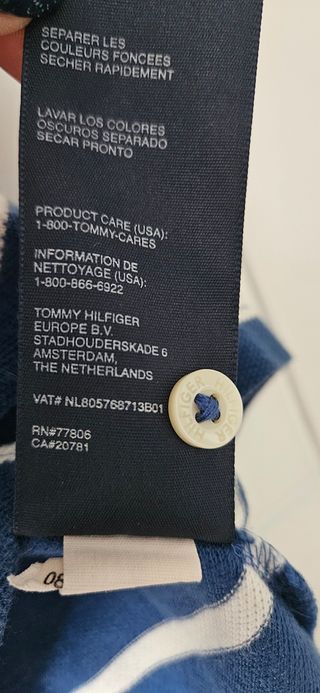 SEPARER LES
COULEURS FONCEES
SECHER RAPIDEMENT
LAVAR LOS COLORES
OSCUROS SEPARADO
SECAR PRONTO
PRODUCT CARE (USA):
1-800-TOMMY-CARES
INFORMATION DE
NETTOYAGE (USA):
1-800-866-6922
TOMMY HILFIGER
EUROPE B.V.
STADHOUDERSKADE 6
AMSTERDAM,
THE NETHERLANDS
VAT# NL805768713B01
HILFIGER HILFIGER
RN#77806
CA#20781
08